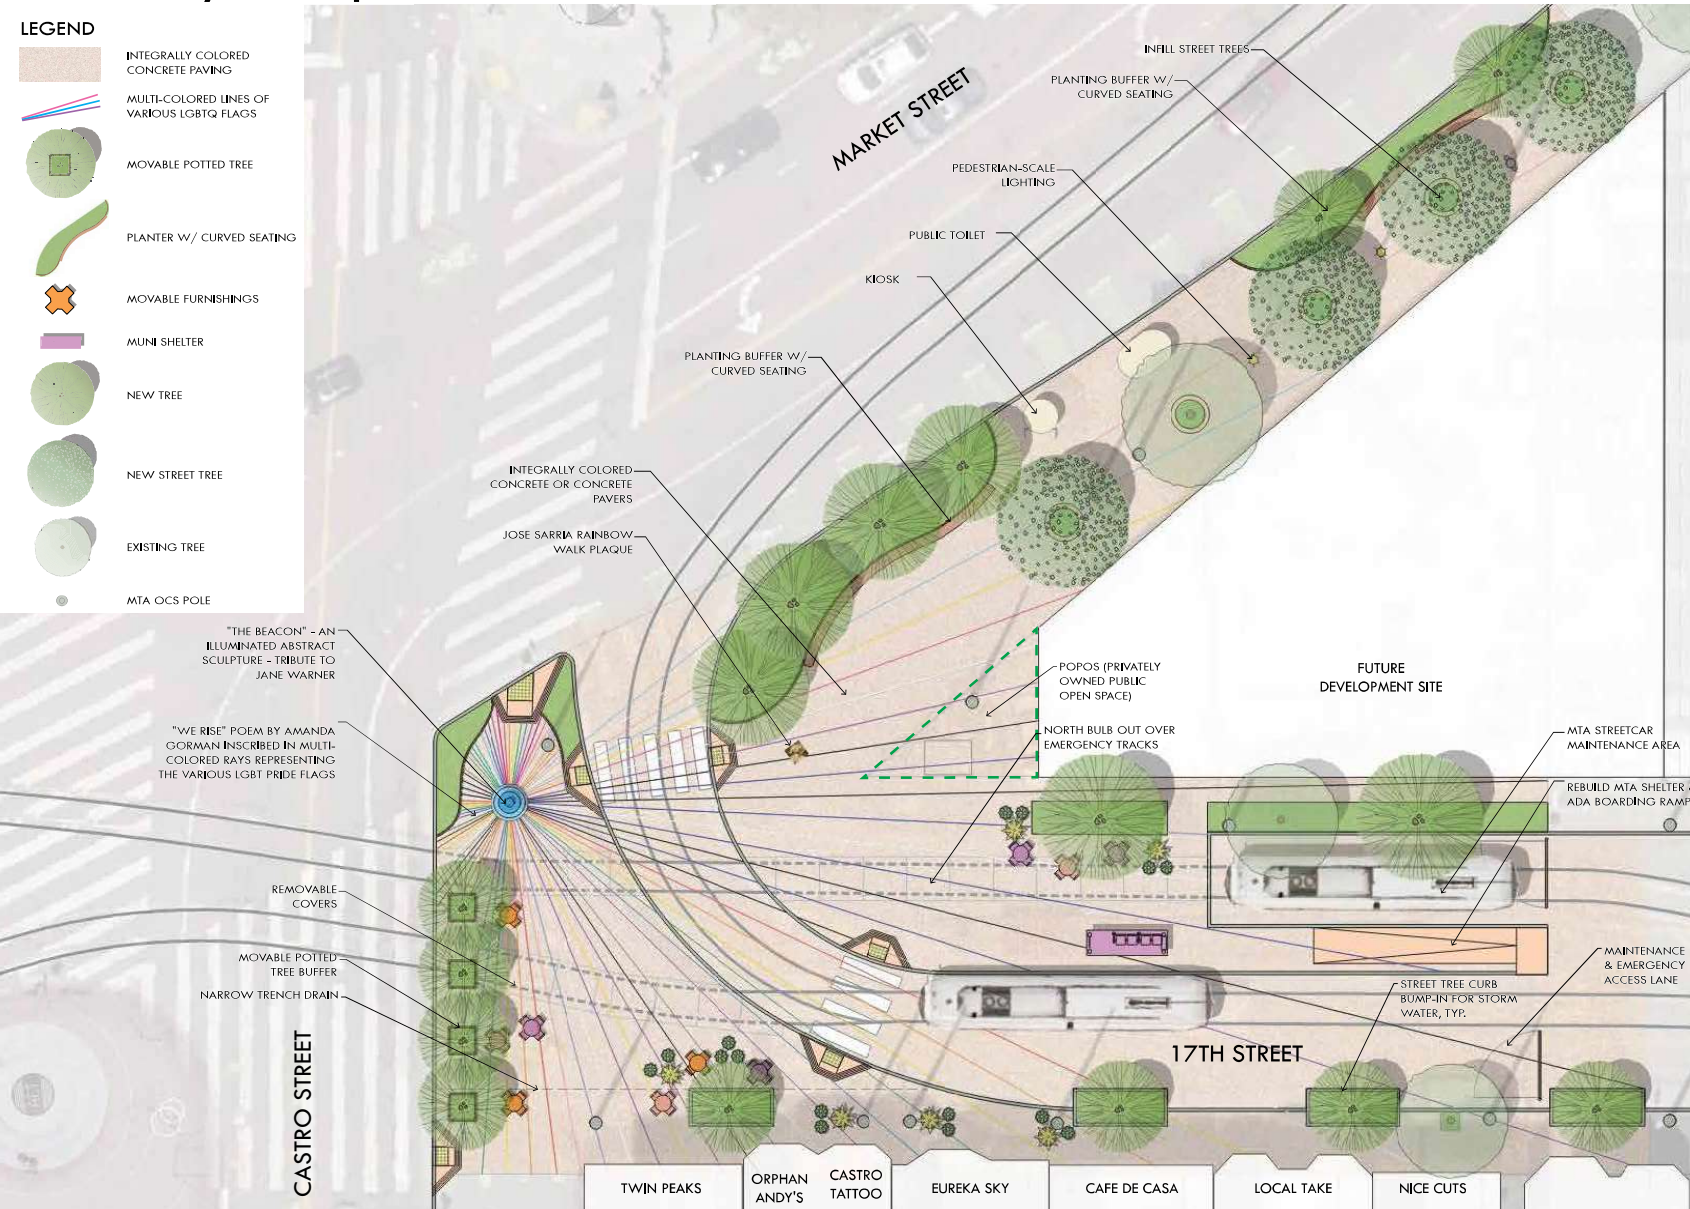 LEGEND
INTEGRALLY COLORED
CONCRETE PAVING
MULTI-COLORED LINES OF
VARIOUS LGBTQ FLAGS
MOVABLE POTTED TREE
PLANTER W/ CURVED SEATING
MOVABLE FURNISHINGS
MUNI SHELTER
NEW TREE
NEW STREET TREE
EXISTING TREE
MTA OCS POLE
MARKET STREET
INFILL STREET TREES
PLANTING BUFFER W/
CURVED SEATING
PEDESTRIAN-SCALE
LIGHTING
PUBLIC TOILET
KIOSK
PLANTING BUFFER W/
CURVED SEATING
INTEGRALLY COLORED
CONCRETE OR CONCRETE
PAVERS
JOSE SARRIA RAINBOW
WALK PLAQUE
"THE BEACON" - AN
ILLUMINATED ABSTRACT
SCULPTURE - TRIBUTE TO
JANE WARNER
"WE RISE" POEM BY AMANDA
GORMAN INSCRIBED IN MULTI-
COLORED RAYS REPRESENTING
THE VARIOUS LGBT PRIDE FLAGS
POPOS (PRIVATELY
OWNED PUBLIC
OPEN SPACE)
NORTH BULB OUT OVER
EMERGENCY TRACKS
FUTURE
DEVELOPMENT SITE
MTA STREETCAR
MAINTENANCE AREA
REBUILD MTA SHELTER
ADA BOARDING RAMP
REMOVABLE
COVERS
MOVABLE POTTED
TREE BUFFER
NARROW TRENCH DRAIN
MAINTENANCE
& EMERGENCY
ACCESS LANE
STREET TREE CURB
BUMP-IN FOR STORM
WATER, TYP.
17TH STREET
CASTRO STREET
TWIN PEAKS
ORPHAN
ANDY'S
CASTRO
TATTOO
EUREKA SKY
CAFE DE CASA
LOCAL TAKE
NICE CUTS